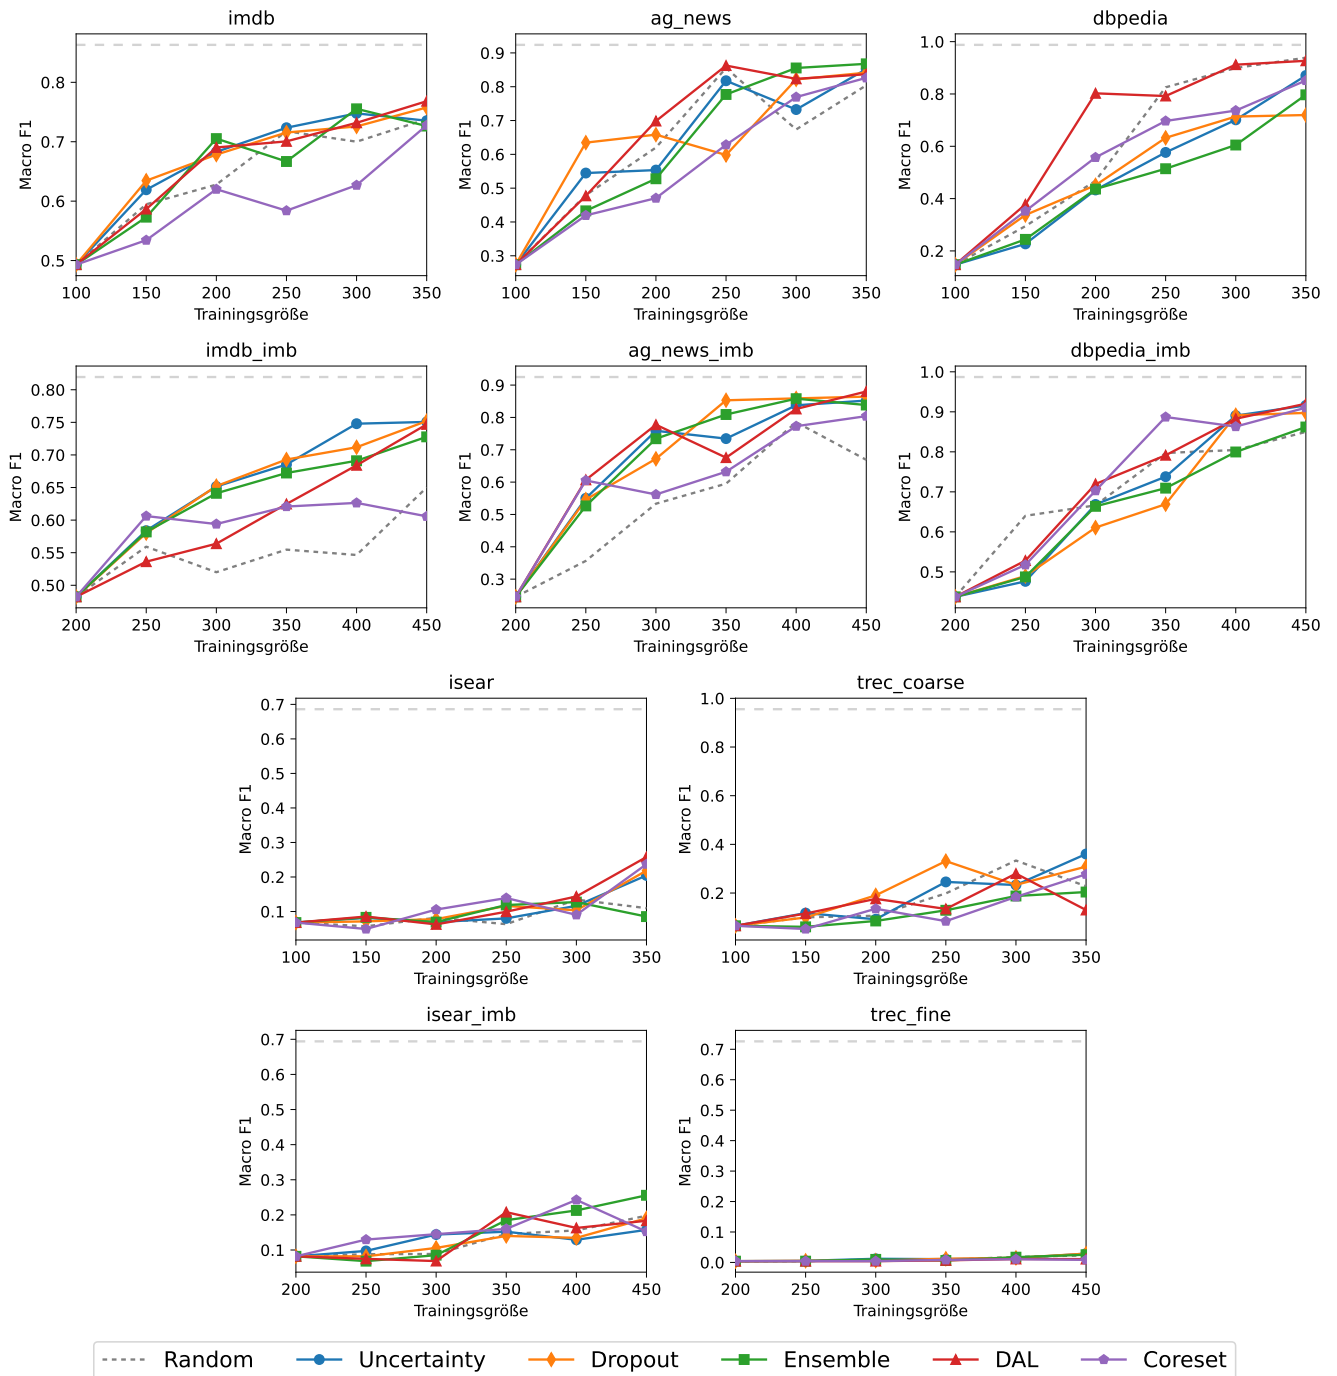 imdb
ag_news
dbpedia
Macro F1
0.8
0.7
0.6
0.5
100 150 200 250 300 350
Trainingsgröße
Macro F1
0.9
0.8
0.7
0.6
0.5
0.4
0.3
100 150 200 250 300 350
Trainingsgröße
Macro F1
1.0
0.8
0.6
0.4
0.2
100 150 200 250 300 350
Trainingsgröße
imdb_imb
ag_news_imb
dbpedia_imb
Macro F1
0.80
0.75
0.70
0.65
0.60
0.55
0.50
200 250 300 350 400 450
Trainingsgröße
Macro F1
0.9
0.8
0.7
0.6
0.5
0.4
0.3
200 250 300 350 400 450
Trainingsgröße
Macro F1
1.0
0.9
0.8
0.7
0.6
0.5
200 250 300 350 400 450
Trainingsgröße
isear
trec_coarse
Macro F1
0.7
0.6
0.5
0.4
0.3
0.2
0.1
100 150 200 250 300 350
Trainingsgröße
Macro F1
1.0
0.8
0.6
0.4
0.2
100 150 200 250 300 350
Trainingsgröße
isear_imb
trec_fine
Macro F1
0.7
0.6
0.5
0.4
0.3
0.2
0.1
200 250 300 350 400 450
Trainingsgröße
Macro F1
0.7
0.6
0.5
0.4
0.3
0.2
0.1
0.0
200 250 300 350 400 450
Trainingsgröße
Random Uncertainty Dropout Ensemble DAL Coreset